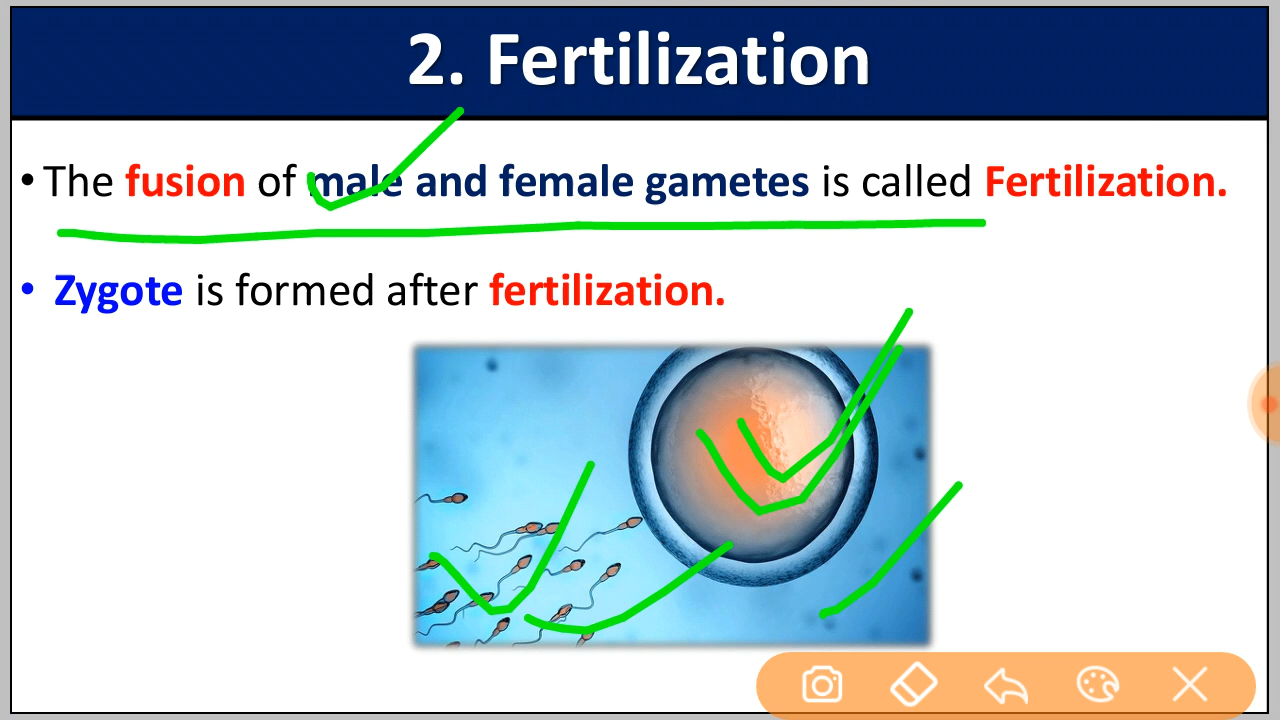 2. Fertilization
• The fusion of male and female gametes is called Fertilization.
• Zygote is formed after fertilization.